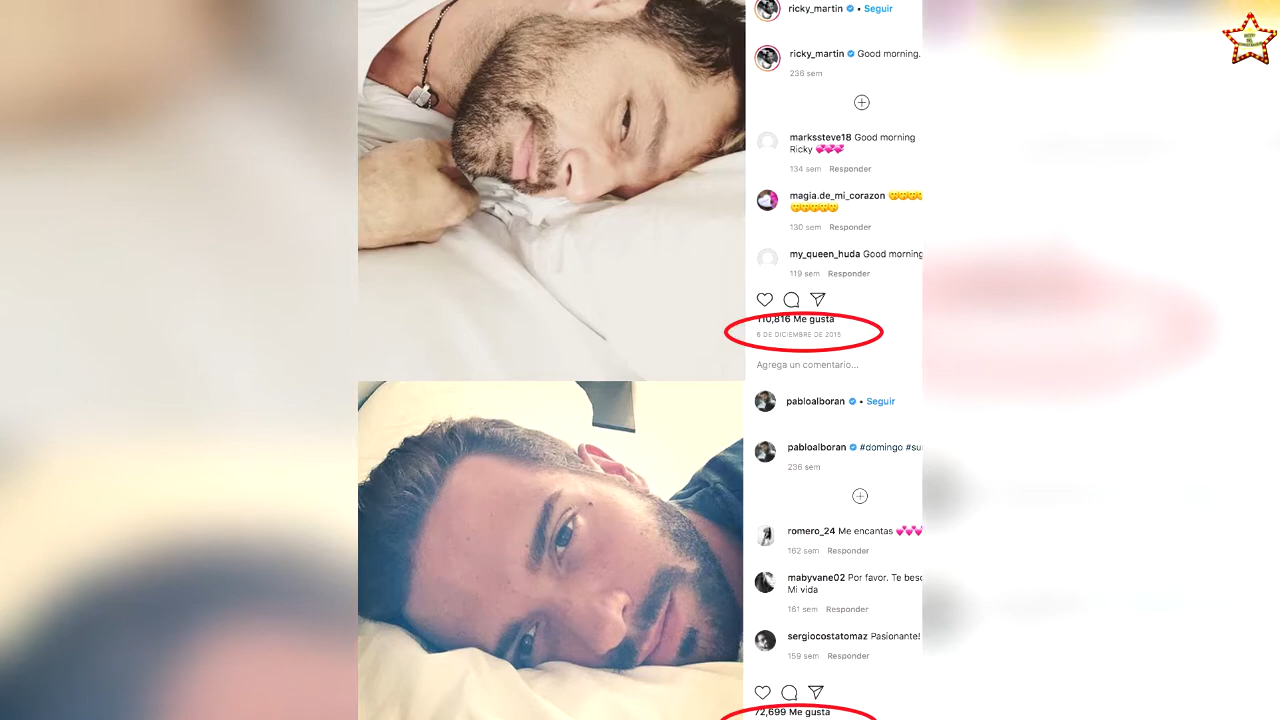 ricky_martin • Seguir
ricky_martin Good morning.
236 sem
markssteve18 Good morning
Ricky 💞💞💞
134 sem Responder
magia.de_mi_corazon 😚😚😚😚
😚😚😚😚😚
130 sem Responder
my_queen_huda Good morning
119 sem Responder
110,816 Me gusta
6 DE DICIEMBRE DE 2015
Agrega un comentario...
pabloalboran • Seguir
pabloalboran #domingo #su
236 sem
romero_24 Me encantas 💞💞💞
162 sem Responder
mabyvane02 Por favor. Te beso
Mi vida
161 sem Responder
sergiocostatomaz Pasionante!
159 sem Responder
72,699 Me gusta